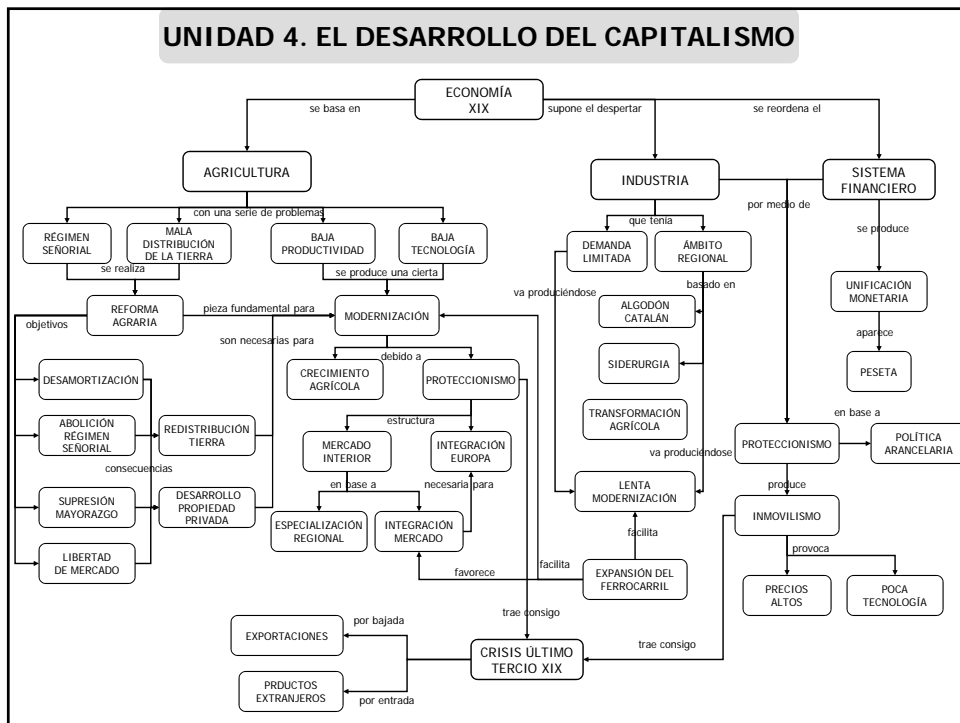 UNIDAD 4. EL DESARROLLO DEL CAPITALISMO
ECONOMÍA
XIX
se basa en
supone el despertar
se reordena el
AGRICULTURA
INDUSTRIA
SISTEMA
FINANCIERO
con una serie de problemas
que tenía
por medio de
se produce
RÉGIMEN
SEÑORIAL
MALA
DISTRIBUCIÓN
DE LA TIERRA
BAJA
PRODUCTIVIDAD
BAJA
TECNOLOGÍA
DEMANDA
LIMITADA
ÁMBITO
REGIONAL
se realiza
se produce una cierta
va produciéndose
basado en
UNIFICACIÓN
MONETARIA
REFORMA
AGRARIA
objetivos
pieza fundamental para
MODERNIZACIÓN
ALGODÓN
CATALÁN
aparece
son necesarias para
debido a
SIDERURGIA
PESETA
DESAMORTIZACIÓN
CRECIMIENTO
AGRÍCOLA
PROTECCIONISMO
TRANSFORMACIÓN
AGRÍCOLA
estructura
en base a
ABOLICIÓN
RÉGIMEN
SEÑORIAL
REDISTRIBUCIÓN
TIERRA
MERCADO
INTERIOR
INTEGRACIÓN
EUROPA
va produciéndose
PROTECCIONISMO
POLÍTICA
ARANCELARIA
consecuencias
en base a
necesaria para
LENTA
MODERNIZACIÓN
produce
SUPRESIÓN
MAYORAZGO
DESARROLLO
PROPIEDAD
PRIVADA
ESPECIALIZACIÓN
REGIONAL
INTEGRACIÓN
MERCADO
INMOVILISMO
facilita
provoca
LIBERTAD
DE MERCADO
favorece
facilita
EXPANSIÓN DEL
FERROCARRIL
PRECIOS
ALTOS
POCA
TECNOLOGÍA
trae consigo
por bajada
EXPORTACIONES
CRISIS ÚLTIMO
TERCIO XIX
trae consigo
PRDUCTOS
EXTRANJEROS
por entrada